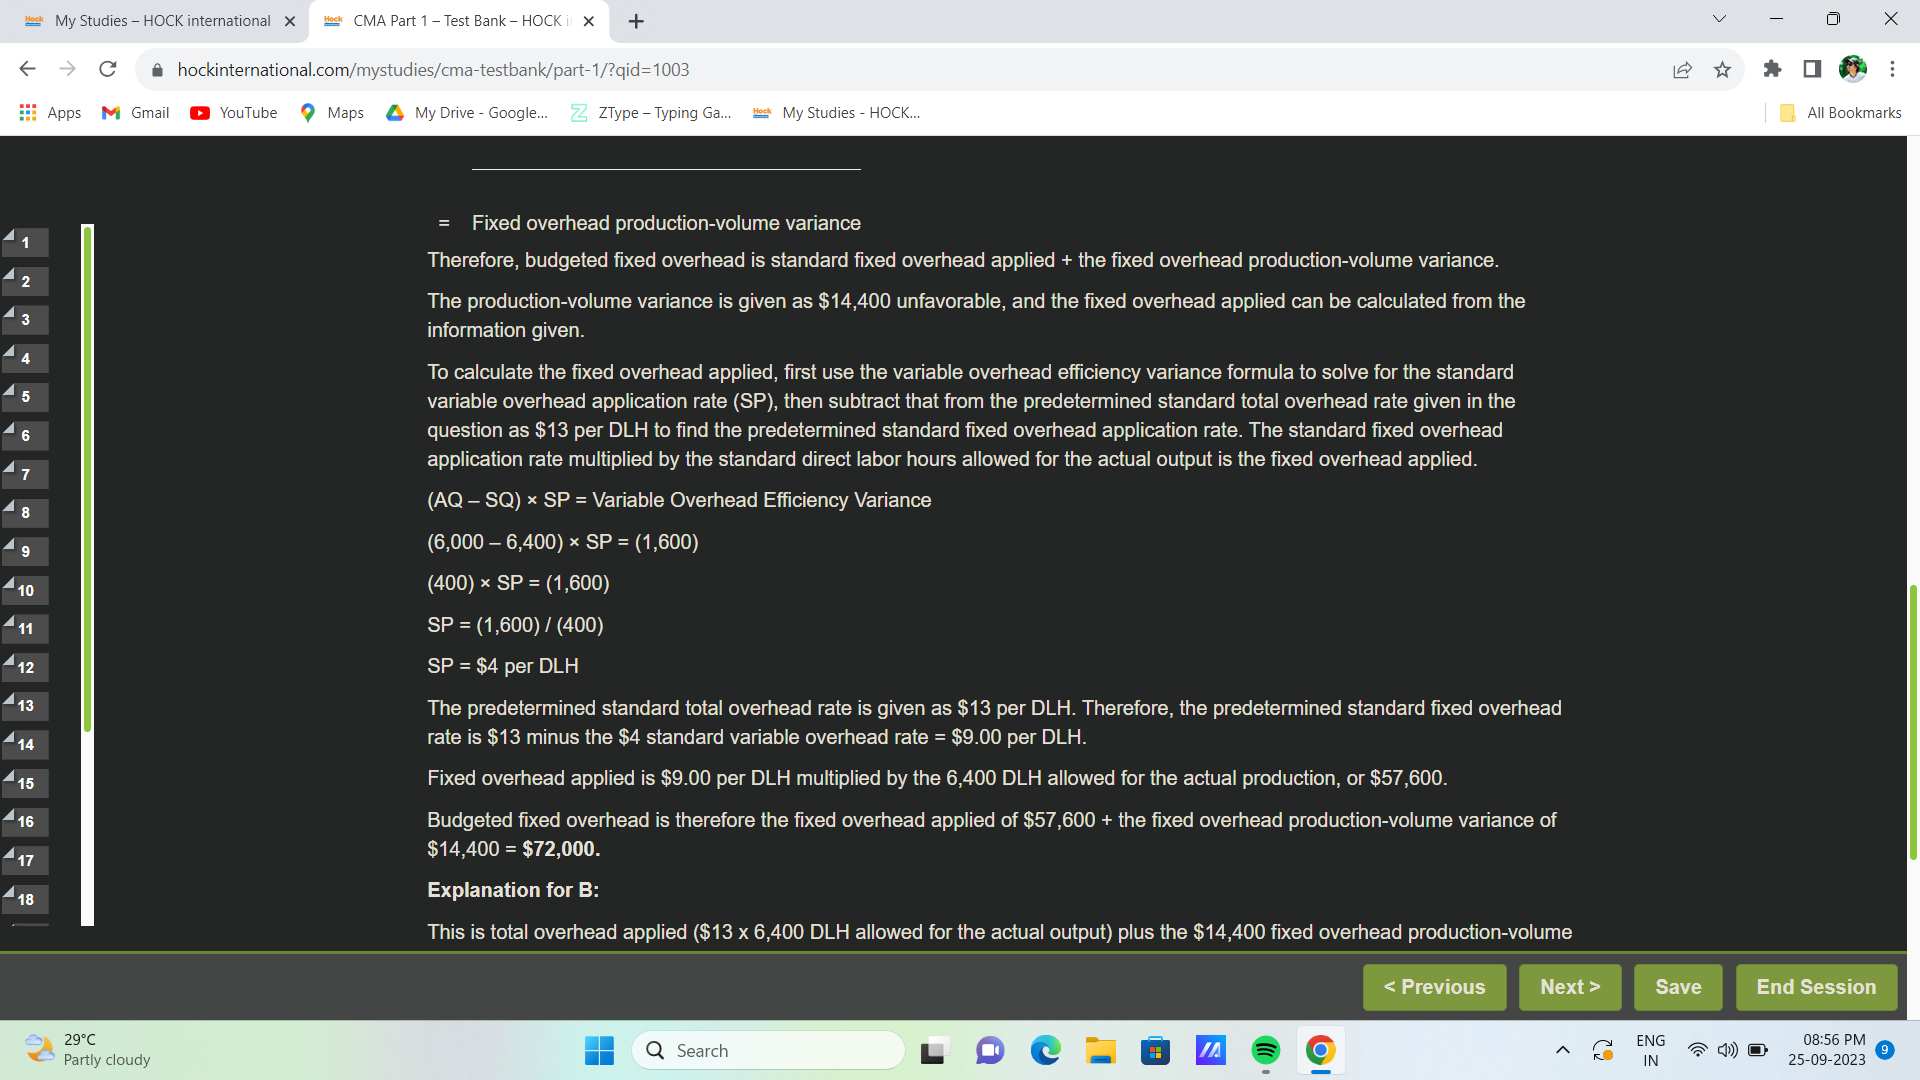 My Studies – HOCK international
CMA Part 1 – Test Bank – HOCK i
hockinternational.com/mystudies/cma-testbank/part-1/?qid=1003
Apps
Gmail
YouTube
Maps
My Drive - Google...
ZType – Typing Ga...
Hock
My Studies - HOCK...
All Bookmarks
= Fixed overhead production-volume variance
Therefore, budgeted fixed overhead is standard fixed overhead applied + the fixed overhead production-volume variance.
The production-volume variance is given as $14,400 unfavorable, and the fixed overhead applied can be calculated from the
information given.
To calculate the fixed overhead applied, first use the variable overhead efficiency variance formula to solve for the standard
variable overhead application rate (SP), then subtract that from the predetermined standard total overhead rate given in the
question as $13 per DLH to find the predetermined standard fixed overhead application rate. The standard fixed overhead
application rate multiplied by the standard direct labor hours allowed for the actual output is the fixed overhead applied.
(AQ – SQ) × SP = Variable Overhead Efficiency Variance
(6,000 – 6,400) × SP = (1,600)
(400) × SP = (1,600)
SP = (1,600) / (400)
SP = $4 per DLH
The predetermined standard total overhead rate is given as $13 per DLH. Therefore, the predetermined standard fixed overhead
rate is $13 minus the $4 standard variable overhead rate = $9.00 per DLH.
Fixed overhead applied is $9.00 per DLH multiplied by the 6,400 DLH allowed for the actual production, or $57,600.
Budgeted fixed overhead is therefore the fixed overhead applied of $57,600 + the fixed overhead production-volume variance of
$14,400 = $72,000.
Explanation for B:
This is total overhead applied ($13 x 6,400 DLH allowed for the actual output) plus the $14,400 fixed overhead production-volume
1
2
3
4
5
6
7
8
9
10
11
12
13
14
15
16
17
18
< Previous
Next >
Save
End Session
29°C
Partly cloudy
Search
ENG
IN
08:56 PM
25-09-2023
9